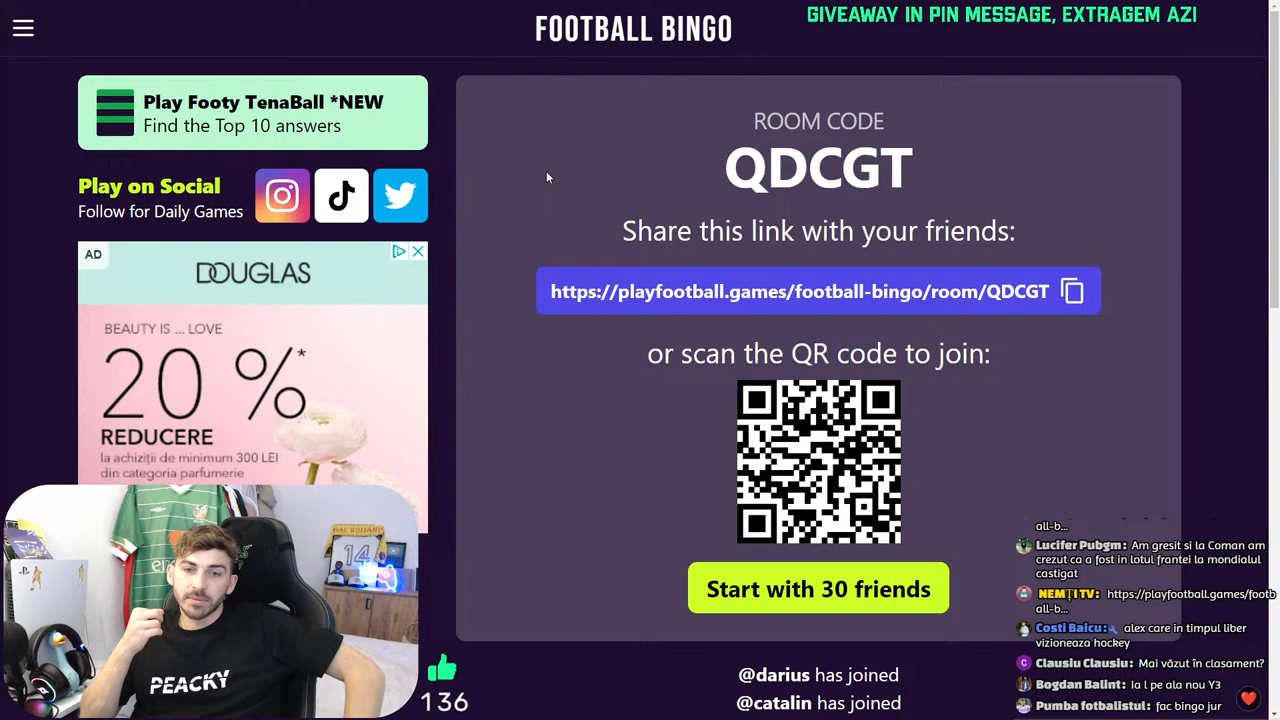 GIVEAWAY IN PIN MESSAGE, EXTRAGEM AZI
FOOTBALL BINGO
Play Footy TenaBall *NEW
Find the Top 10 answers
Play on Social
Follow for Daily Games
AD
DOUGLAS
BEAUTY IS ... LOVE
20 %*
REDUCERE
la achiziții de minimum 300 LEI
din categoria parfumerie
ROOM CODE
QDCGT
Share this link with your friends:
https://playfootball.games/football-bingo/room/QDCGT
or scan the QR code to join:
Start with 30 friends
@darius has joined
@catalin has joined
136
PEACKY
14
all-b...
Lucifer Pubgm: Am gresit si la Coman am
crezut ca a fost in lotul frantei la mondialul
castigat
NEMȚI TV: https://playfootball.games/footb
all-b...
Costi Baicu: alex care in timpul liber
vizioneaza hockey
Clausiu Clausiu: Mai văzut în clasament?
Bogdan Balint: Ia l pe ala nou Y3
Pumba fotbalistul: fac bingo jur